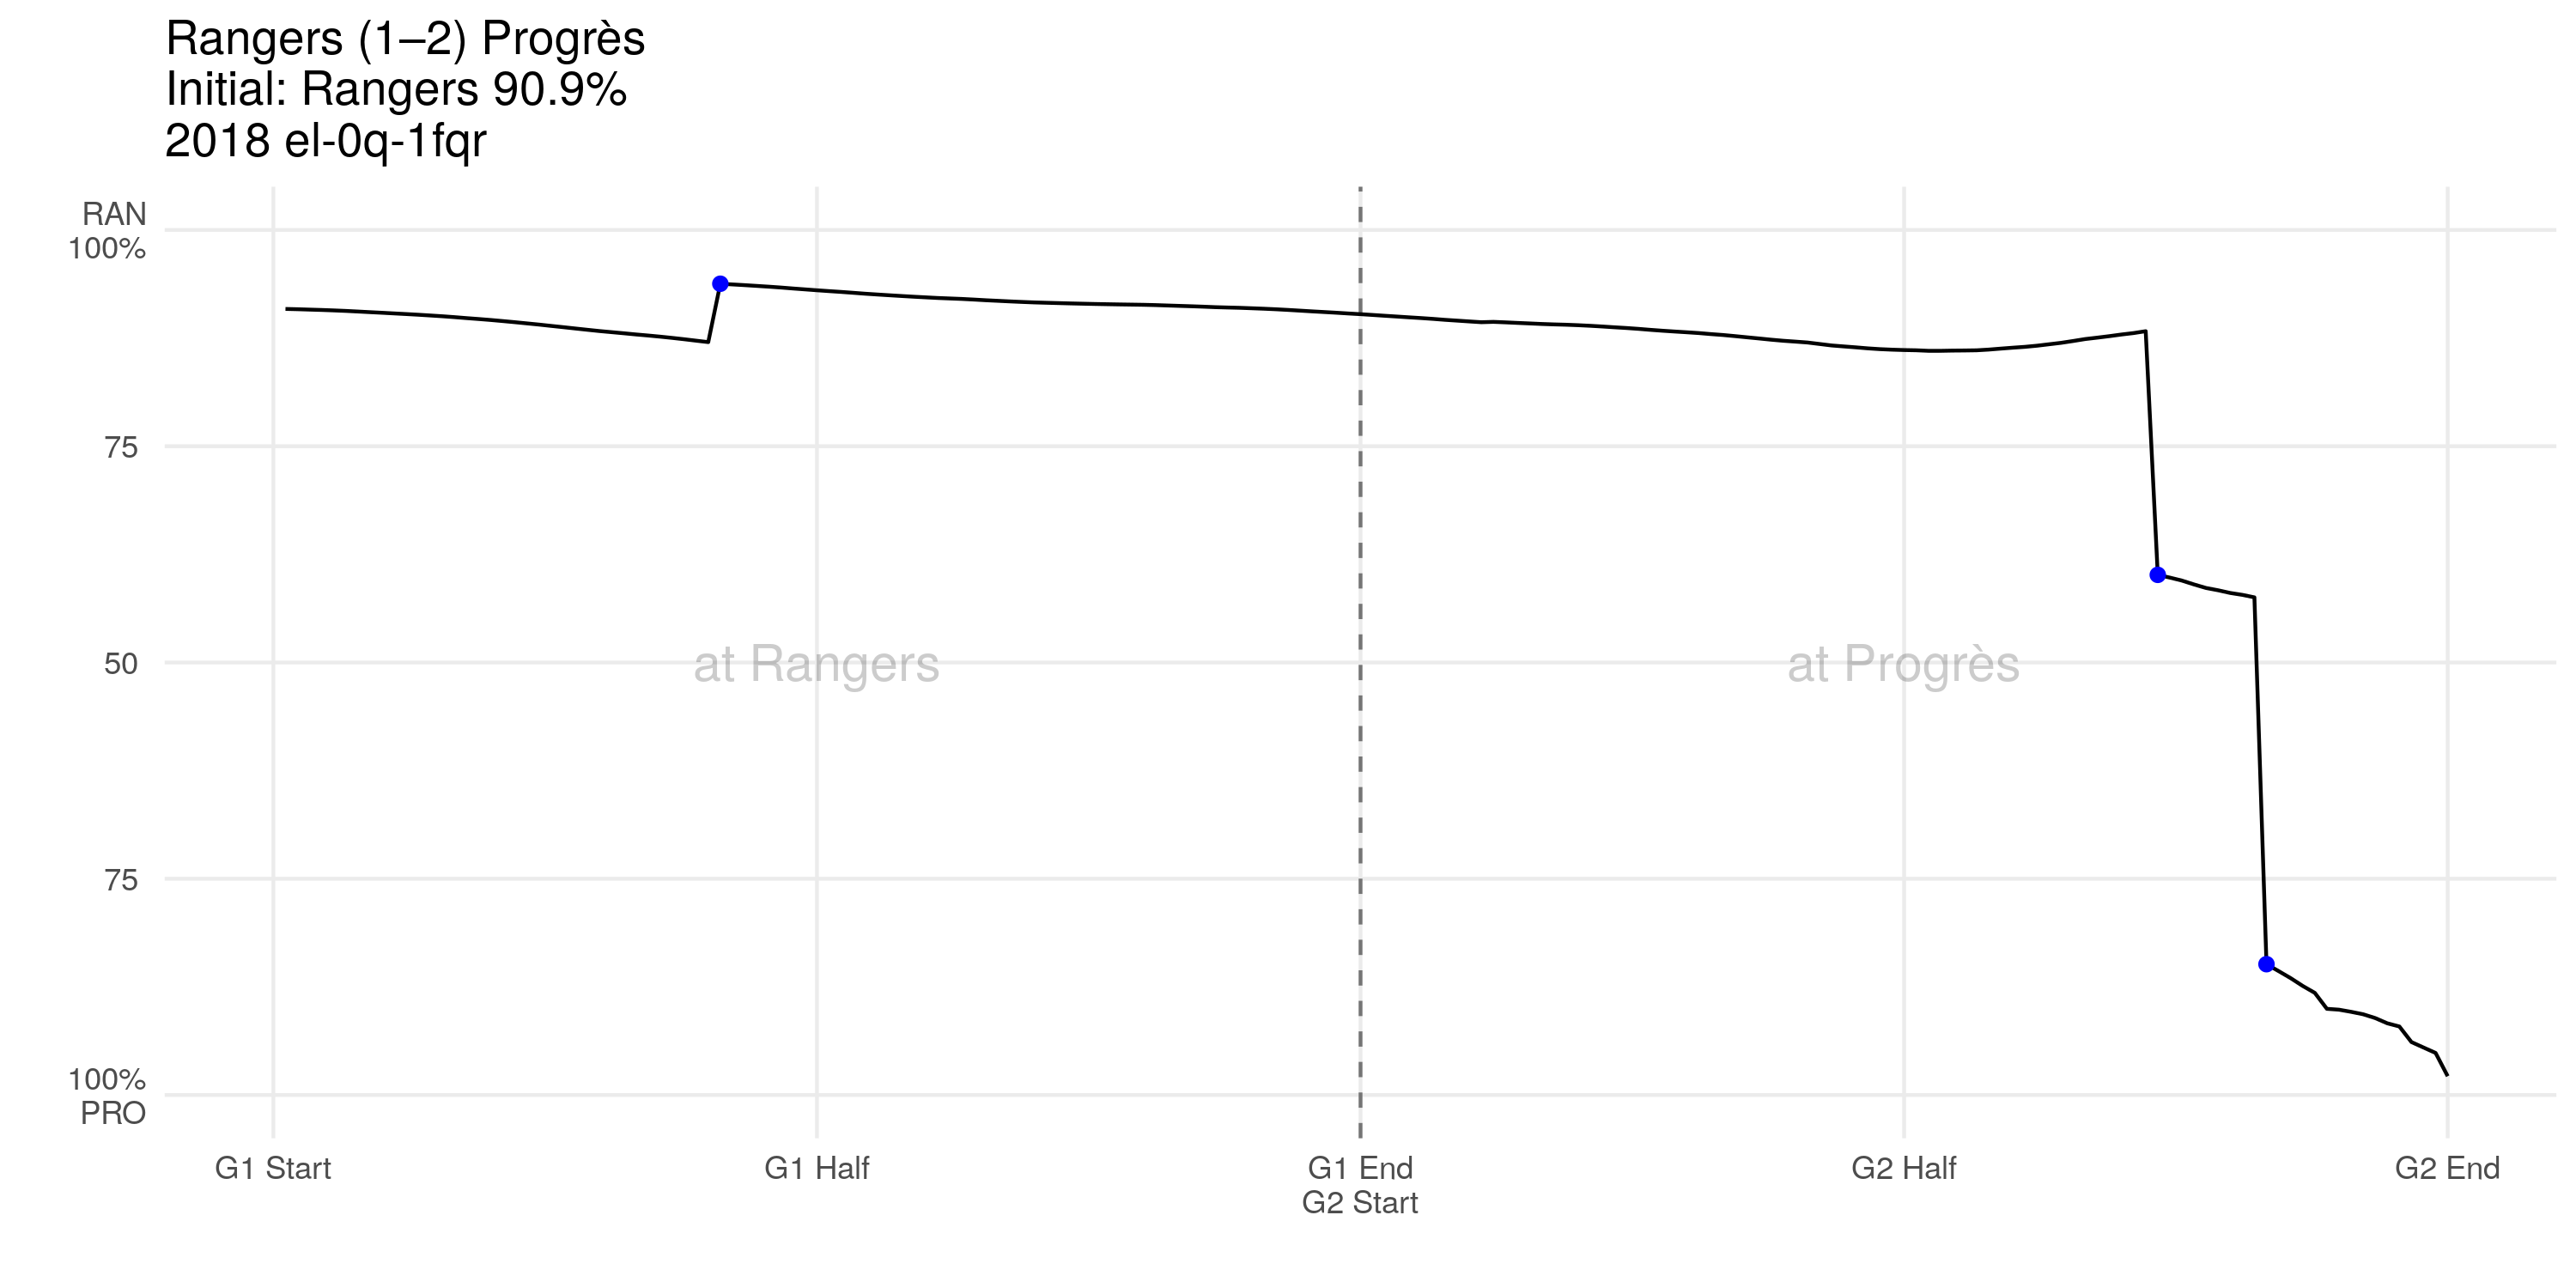 Rangers (1–2) Progrès
Initial: Rangers 90.9%
2018 el-0q-1fqr
RAN
100%
75
50
75
100%
PRO
at Rangers
at Progrès
G1 Start
G1 Half
G1 End
G2 Start
G2 Half
G2 End